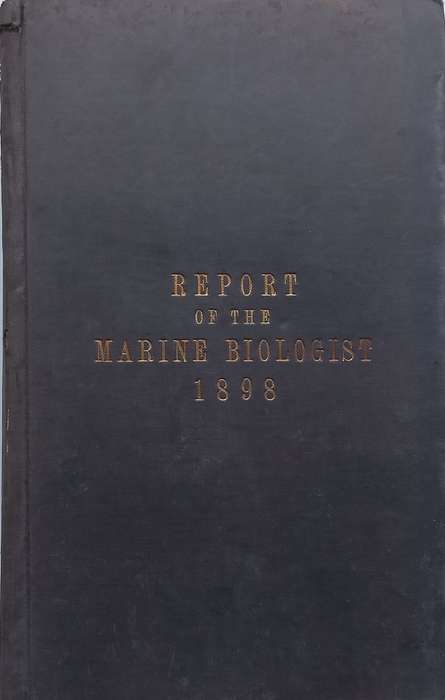 REPORT
OF THE
MARINE BIOLOGIST
1898